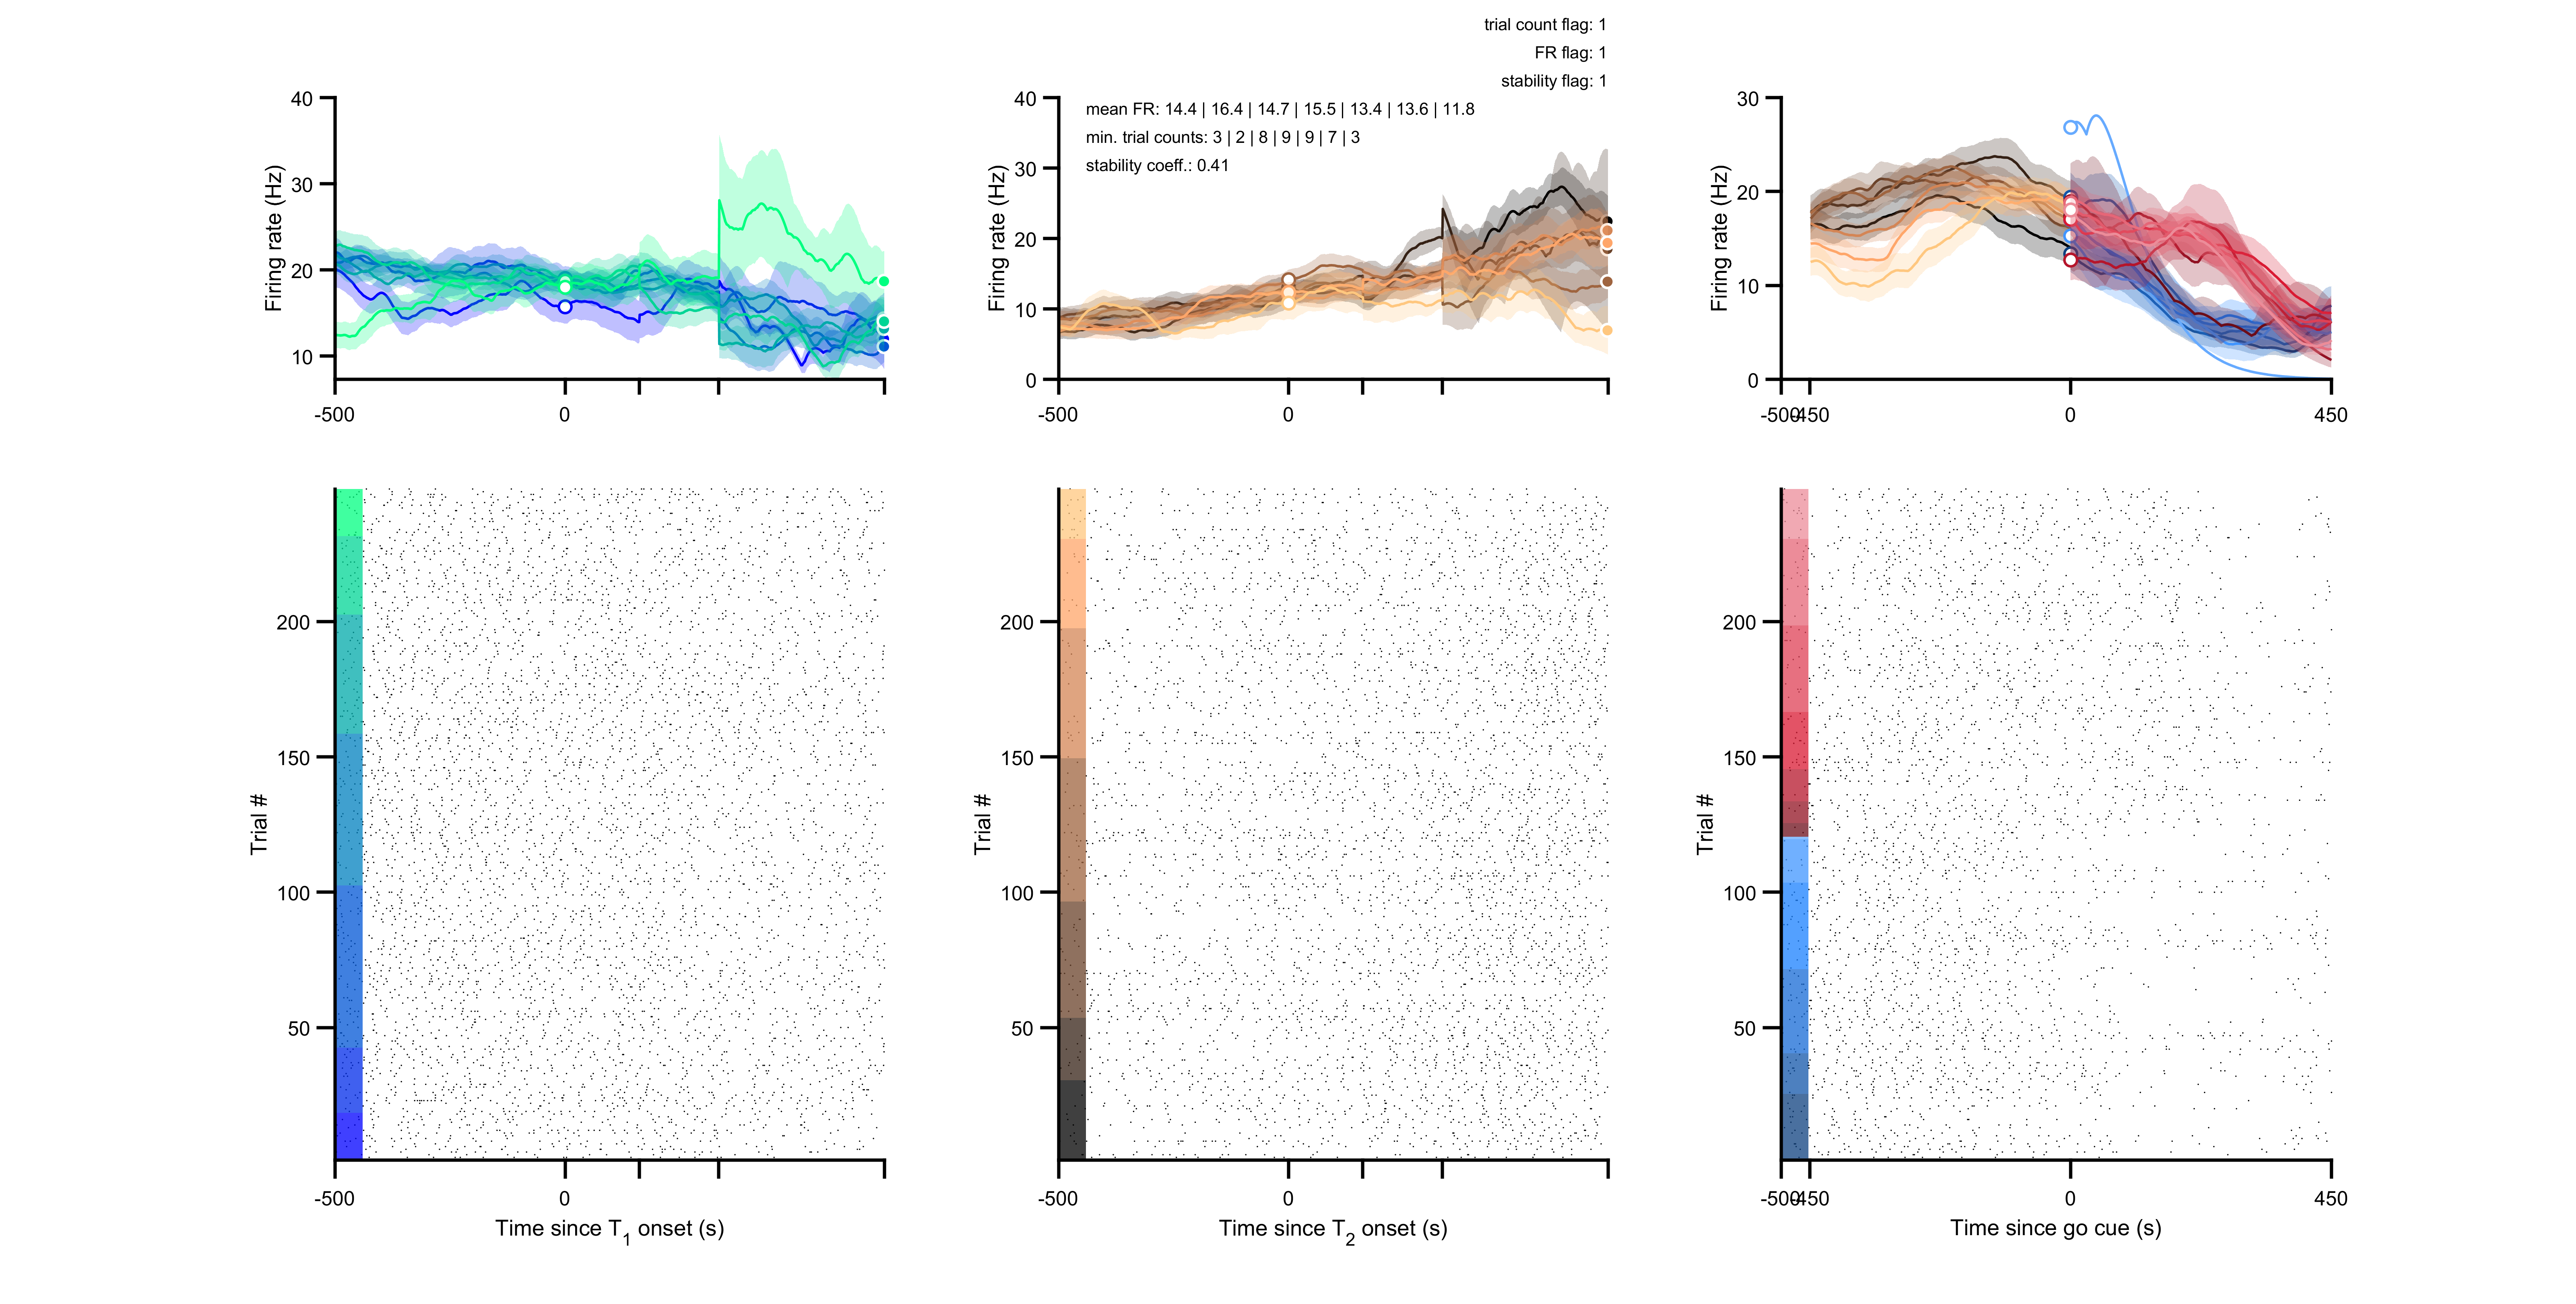 trial count flag: 1
FR flag: 1
stability flag: 1
mean FR: 14.4 | 16.4 | 14.7 | 15.5 | 13.4 | 13.6 | 11.8
min. trial counts: 3 | 2 | 8 | 9 | 9 | 7 | 3
stability coeff.: 0.41
Firing rate (Hz)
40
30
20
10
-500
0
Firing rate (Hz)
40
30
20
10
0
-500
0
Firing rate (Hz)
30
20
10
0
-500
-450
0
450
Trial #
200
150
100
50
-500
0
Time since T1 onset (s)
Trial #
200
150
100
50
-500
0
Time since T2 onset (s)
Trial #
200
150
100
50
-500
-450
0
450
Time since go cue (s)